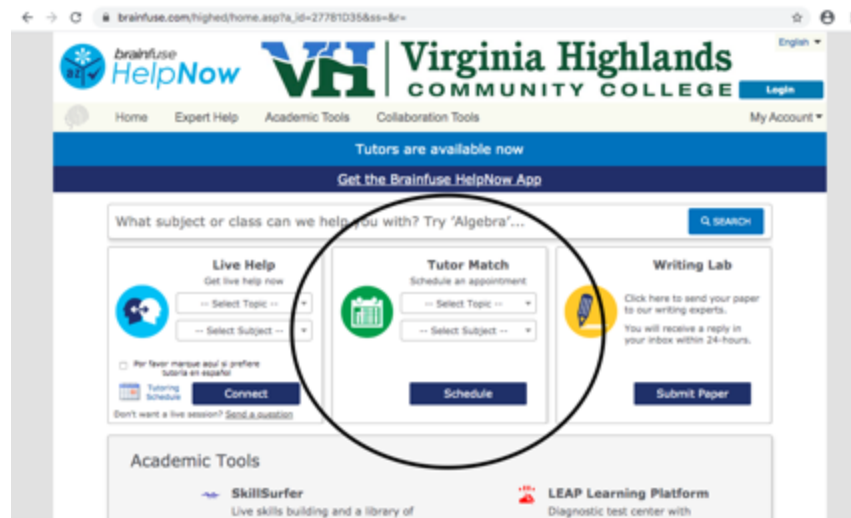 brainfuse.com/highed/home.asp?a_id=27781D35&ss=&r=
brainfuse
HelpNow
az
VH
Virginia Highlands
COMMUNITY COLLEGE
English
Login
Home Expert Help Academic Tools Collaboration Tools My Account
Tutors are available now
Get the Brainfuse HelpNow App
What subject or class can we help you with? Try 'Algebra'...
SEARCH
Live Help
Get live help now
-- Select Topic --
-- Select Subject --
Por favor marque aquí si prefiere
tutoría en español
Tutoring
Schedule
Connect
Don't want a live session? Send a question
Tutor Match
Schedule an appointment
-- Select Topic --
-- Select Subject --
Schedule
Writing Lab
Click here to send your paper
to our writing experts.
You will receive a reply in
your inbox within 24-hours.
Submit Paper
Academic Tools
SkillSurfer
Live skills building and a library of
LEAP Learning Platform
Diagnostic test center with